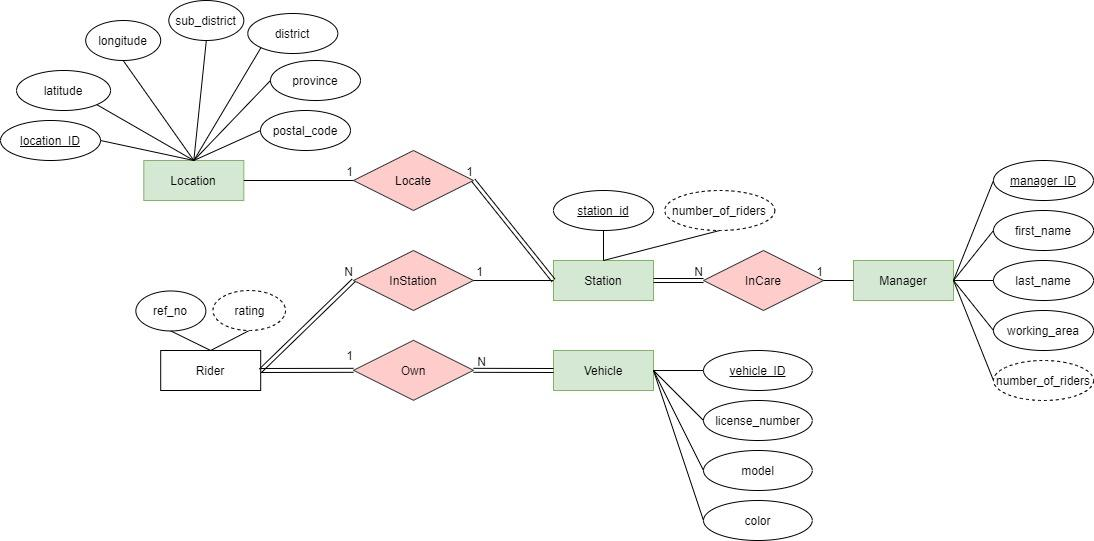 sub_district
longitude
district
latitude
province
location_ID
postal_code
Location
1
Locate
1
station_id
number_of_riders
manager_ID
first_name
N
InStation
1
Station
N
InCare
1
Manager
last_name
ref_no
rating
working_area
Rider
1
Own
N
Vehicle
vehicle_ID
number_of_riders
license_number
model
color